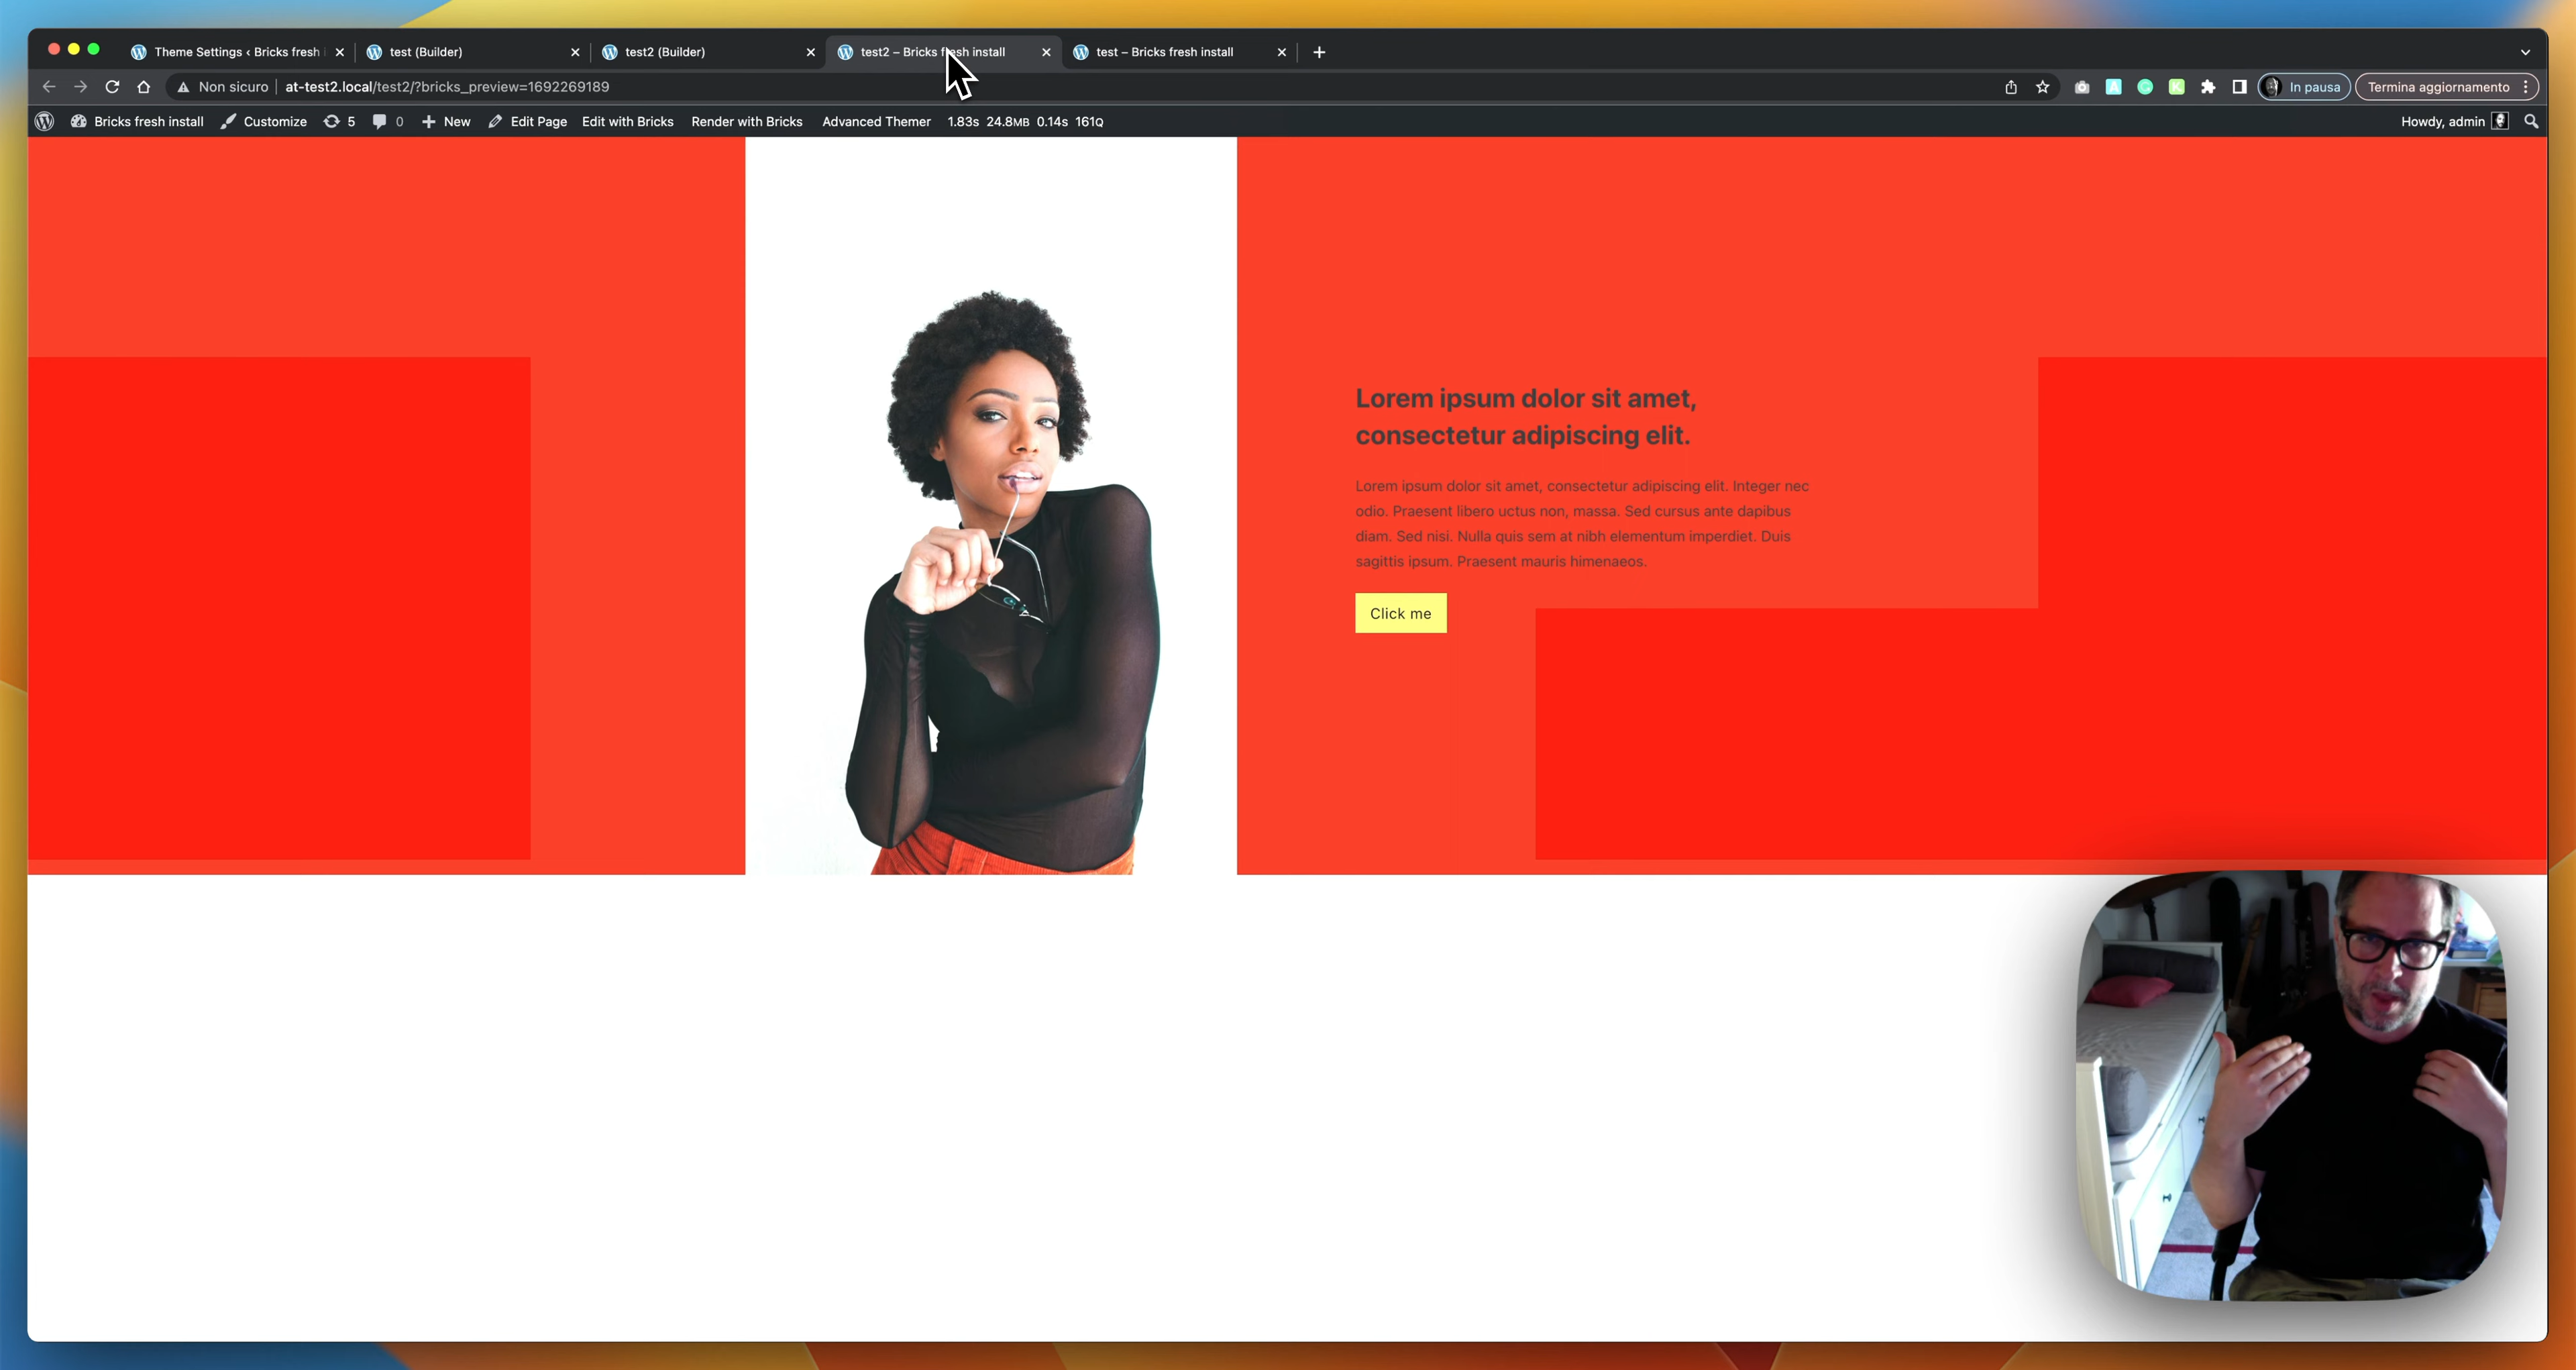 Theme Settings ‹ Bricks fresh
test (Builder)
test2 (Builder)
test2 – Bricks fresh install
test – Bricks fresh install
Non sicuro
at-test2.local/test2/?bricks_preview=1692269189
In pausa
Termina aggiornamento
Bricks fresh install
Customize
5
0
New
Edit Page
Edit with Bricks
Render with Bricks
Advanced Themer
1.83s 24.8MB 0.14s 161Q
Howdy, admin
Lorem ipsum dolor sit amet,
consectetur adipiscing elit.
Lorem ipsum dolor sit amet, consectetur adipiscing elit. Integer nec
odio. Praesent libero uctus non, massa. Sed cursus ante dapibus
diam. Sed nisi. Nulla quis sem at nibh elementum imperdiet. Duis
sagittis ipsum. Praesent mauris himenaeos.
Click me